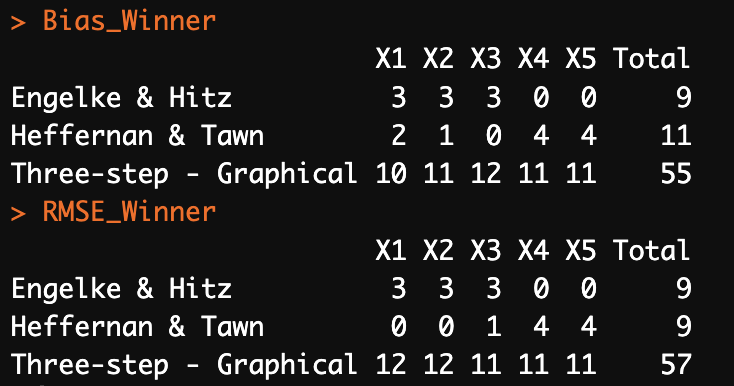 > Bias_Winner
X1 X2 X3 X4 X5 Total
Engelke & Hitz 3 3 3 0 0 9
Heffernan & Tawn 2 1 0 4 4 11
Three-step - Graphical 10 11 12 11 11 55
> RMSE_Winner
X1 X2 X3 X4 X5 Total
Engelke & Hitz 3 3 3 0 0 9
Heffernan & Tawn 0 0 1 4 4 9
Three-step - Graphical 12 12 11 11 11 57